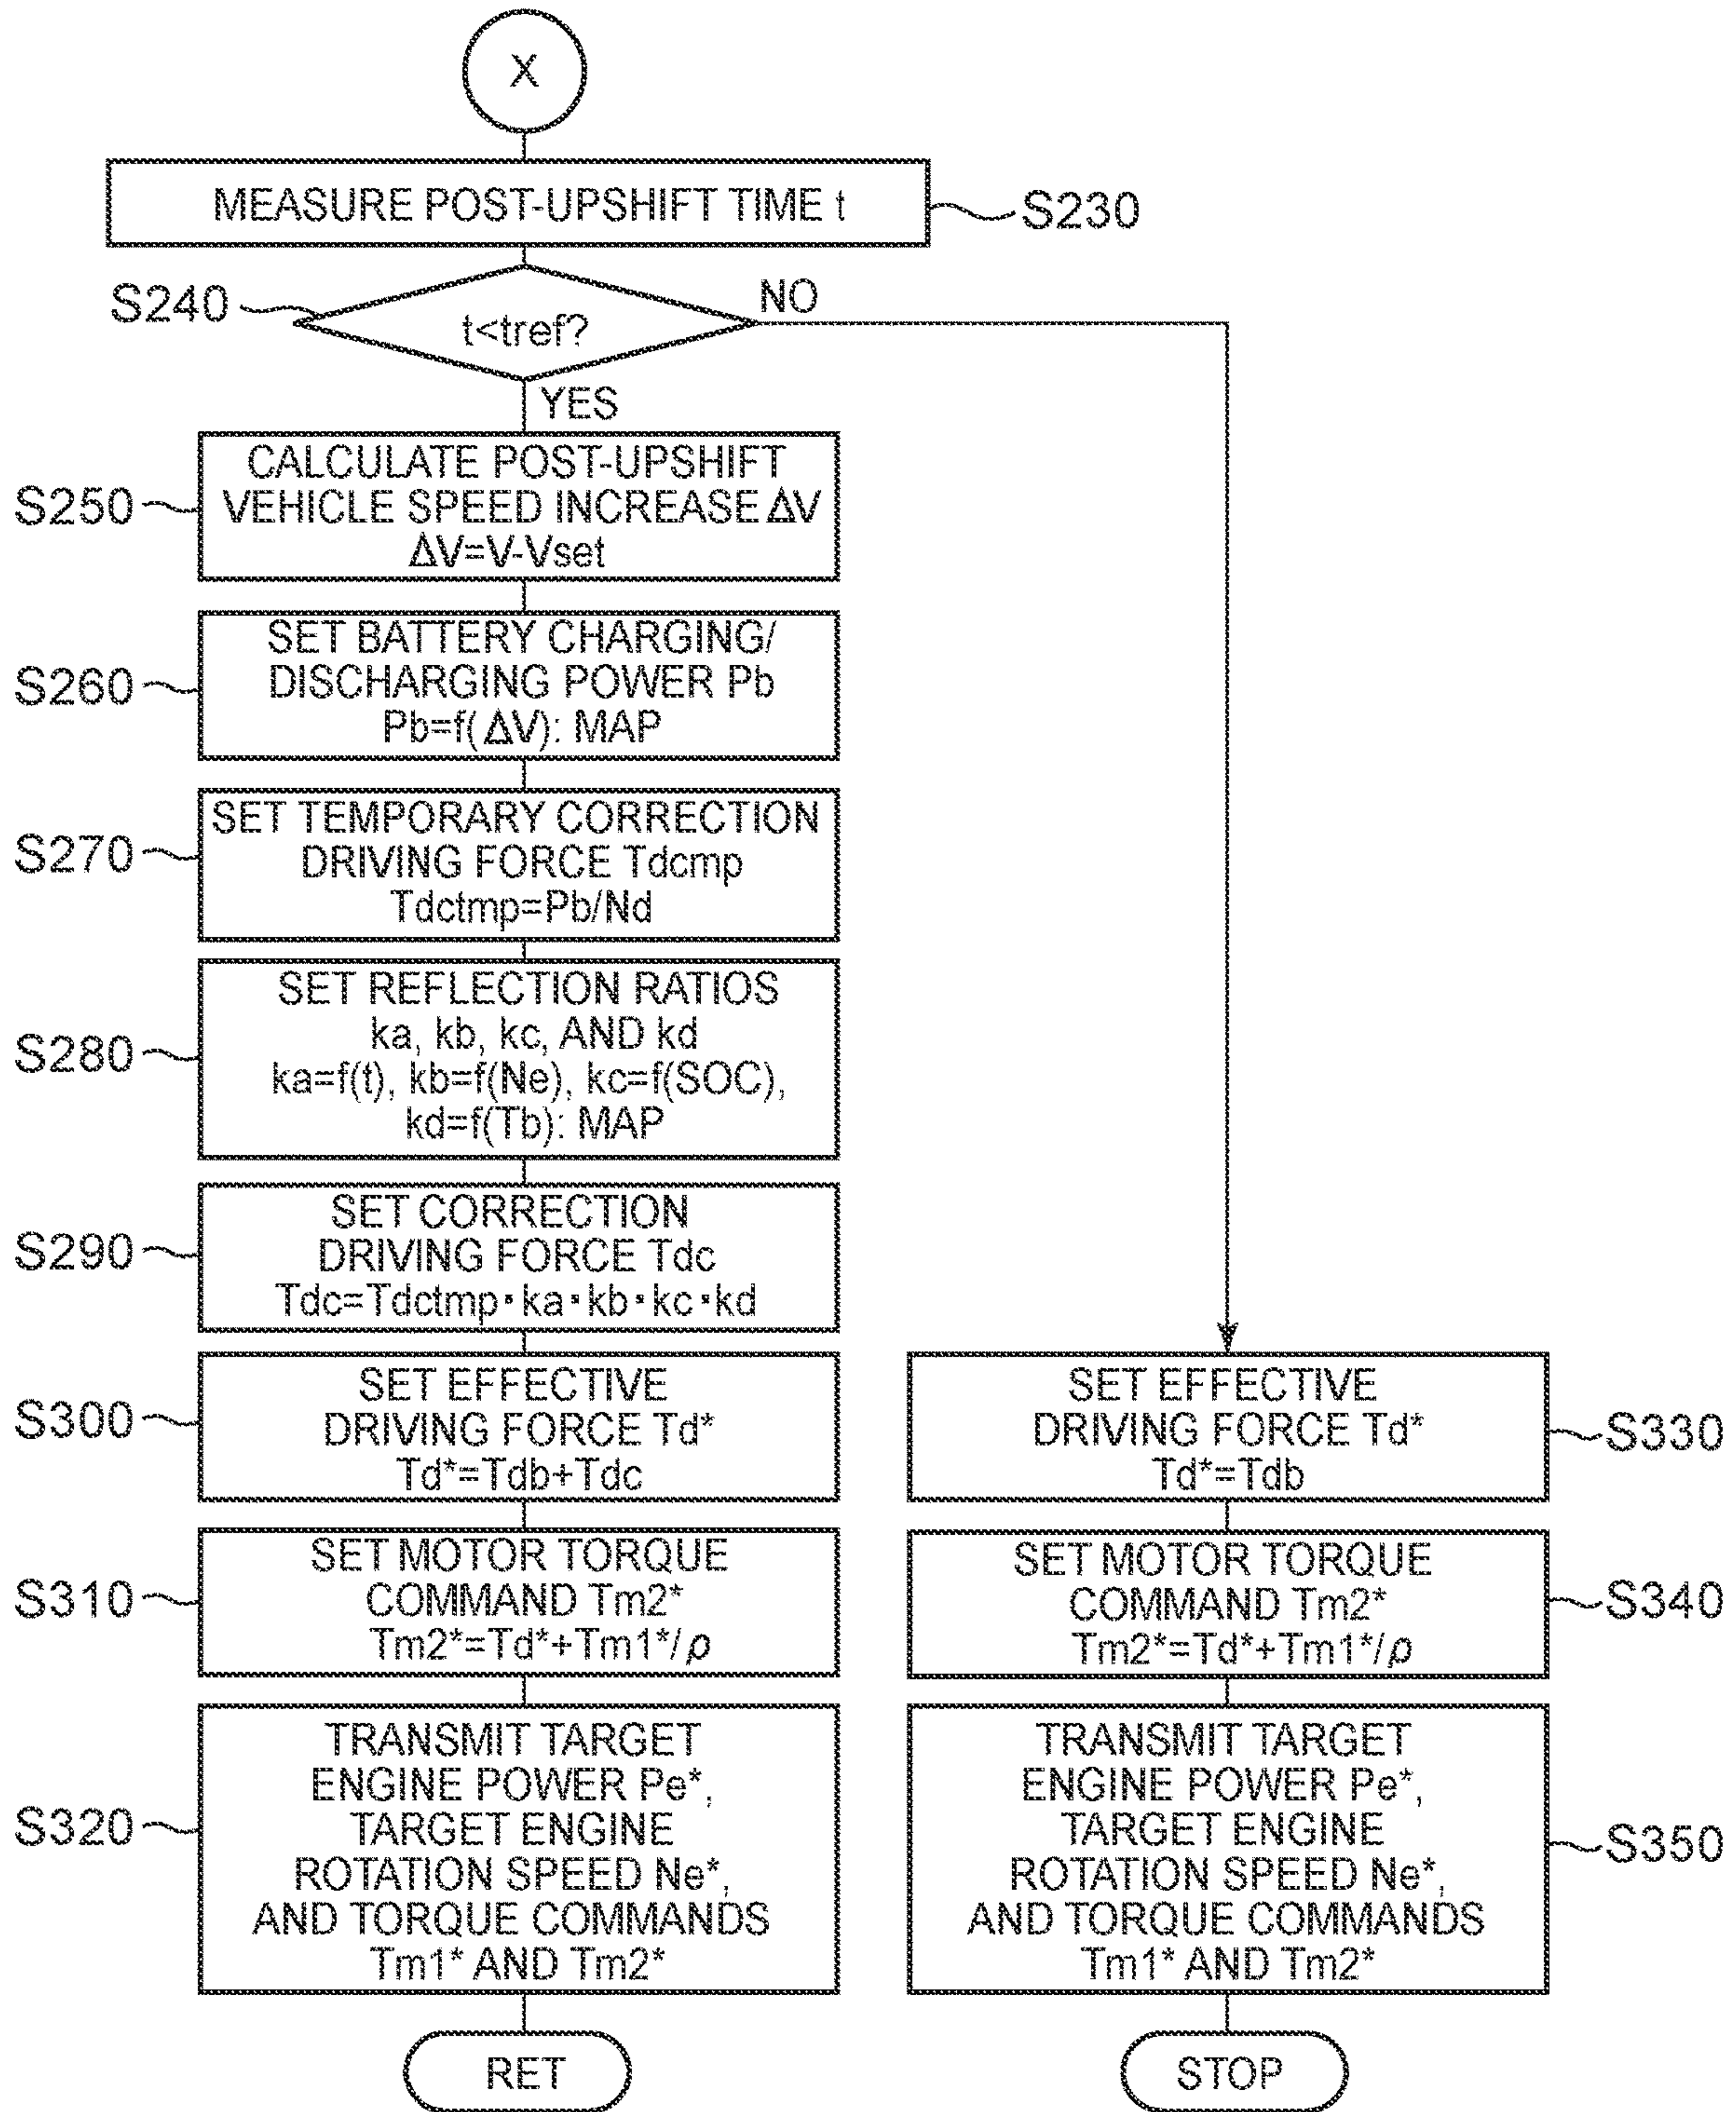 X
MEASURE POST-UPSHIFT TIME t
S230
S240
t<tref?
NO
YES
S250
CALCULATE POST-UPSHIFT
VEHICLE SPEED INCREASE ΔV
ΔV=V-Vset
S260
SET BATTERY CHARGING/
DISCHARGING POWER Pb
Pb=f(ΔV): MAP
S270
SET TEMPORARY CORRECTION
DRIVING FORCE Tdcmp
Tdctmp=Pb/Nd
S280
SET REFLECTION RATIOS
ka, kb, kc, AND kd
ka=f(t), kb=f(Ne), kc=f(SOC),
kd=f(Tb): MAP
S290
SET CORRECTION
DRIVING FORCE Tdc
Tdc=Tdctmp・ka・kb・kc・kd
S300
SET EFFECTIVE
DRIVING FORCE Td*
Td*=Tdb+Tdc
S310
SET MOTOR TORQUE
COMMAND Tm2*
Tm2*=Td*+Tm1*/ρ
S320
TRANSMIT TARGET
ENGINE POWER Pe*,
TARGET ENGINE
ROTATION SPEED Ne*,
AND TORQUE COMMANDS
Tm1* AND Tm2*
RET
SET EFFECTIVE
DRIVING FORCE Td*
Td*=Tdb
S330
SET MOTOR TORQUE
COMMAND Tm2*
Tm2*=Td*+Tm1*/ρ
S340
TRANSMIT TARGET
ENGINE POWER Pe*,
TARGET ENGINE
ROTATION SPEED Ne*,
AND TORQUE COMMANDS
Tm1* AND Tm2*
S350
STOP